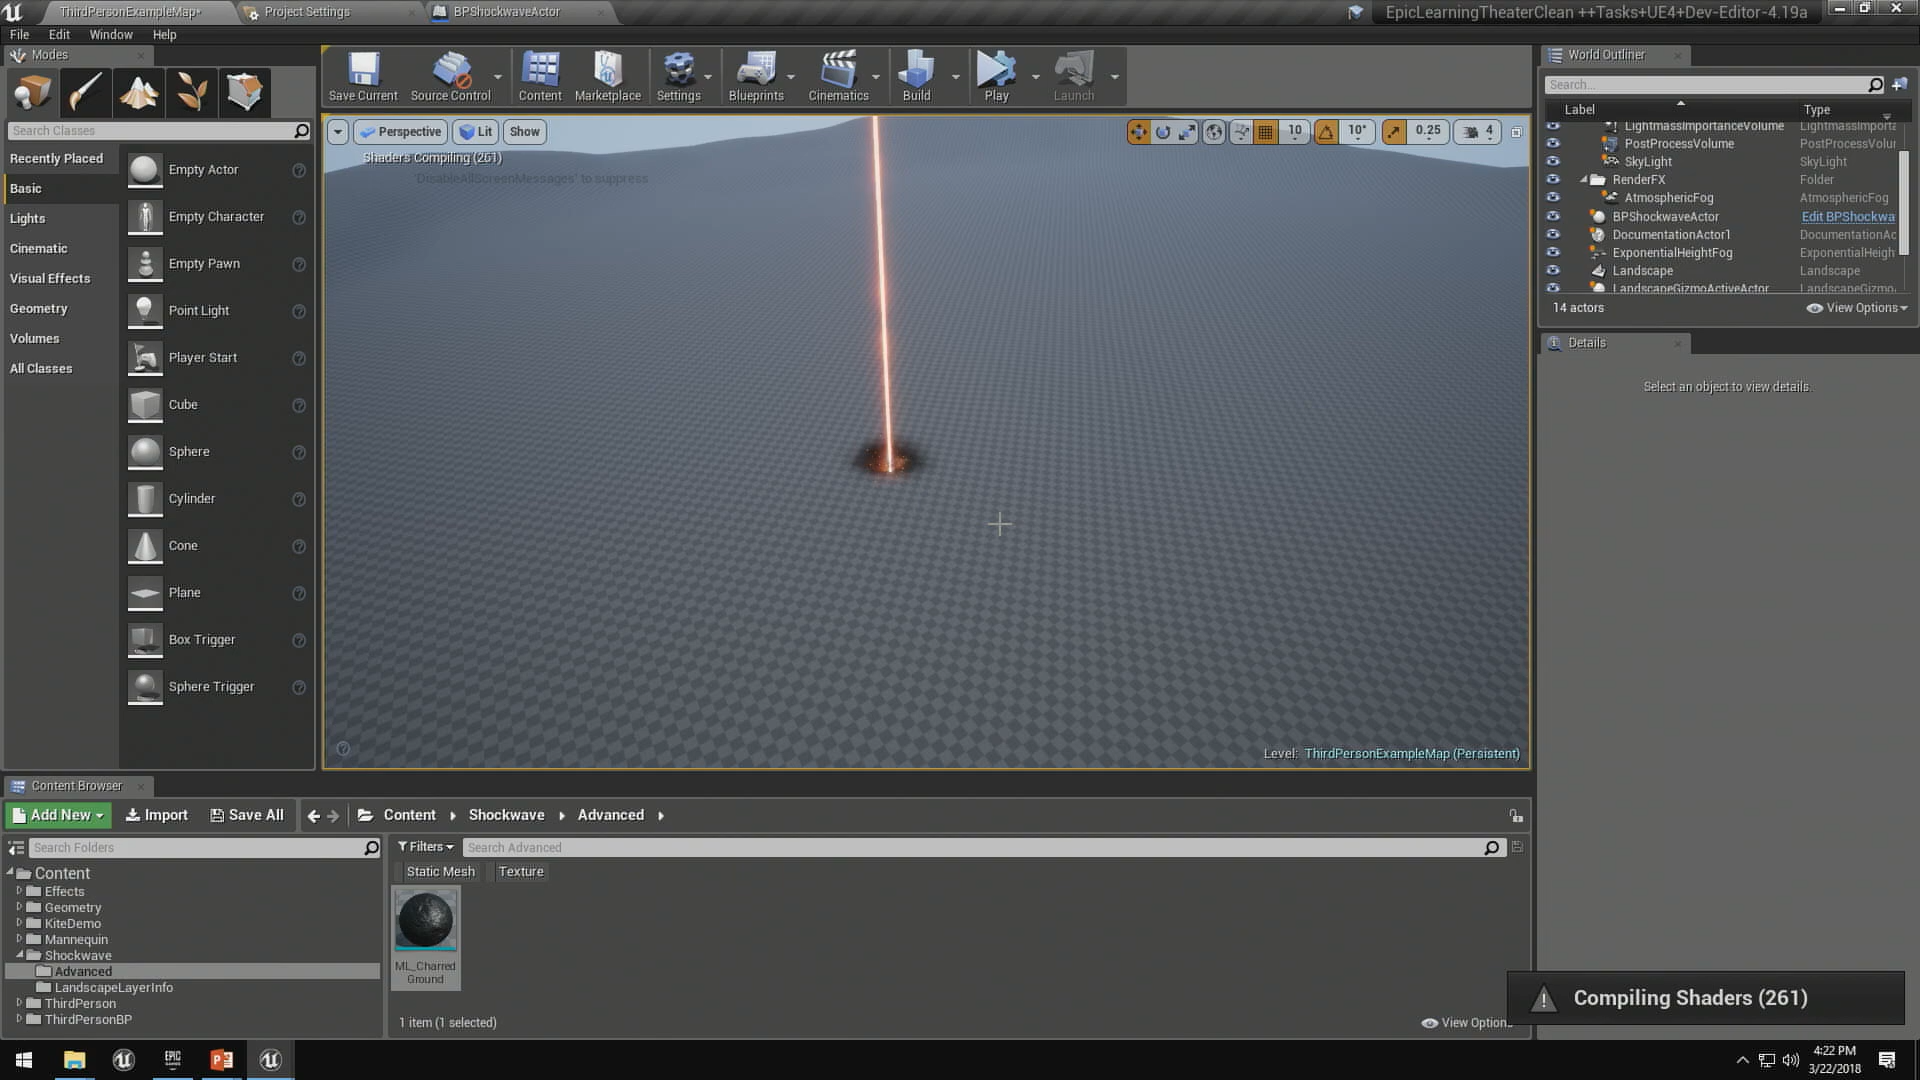 ThirdPersonExampleMap*
Project Settings
BPShockwaveActor
EpicLearningTheaterClean ++Tasks+UE4+Dev-Editor-4.19a
File Edit Window Help
Modes
Save Current
Source Control
Content
Marketplace
Settings
Blueprints
Cinematics
Build
Play
Launch
World Outliner
Search...
Label Type
LightmassImportanceVolume Lightmassimporta
PostProcessVolume PostProcessVolur
SkyLight SkyLight
RenderFX Folder
AtmosphericFog AtmosphericFog
BPShockwaveActor Edit BPShockwa
DocumentationActor1 DocumentationAc
ExponentialHeightFog ExponentialHeigh
Landscape Landscape
LandscapeGizmoActiveActor LandscapeGizmo
14 actors
View Options
Details
Select an object to view details.
Search Classes
Recently Placed
Basic
Lights
Cinematic
Visual Effects
Geometry
Volumes
All Classes
Empty Actor
Empty Character
Empty Pawn
Point Light
Player Start
Cube
Sphere
Cylinder
Cone
Plane
Box Trigger
Sphere Trigger
Perspective
Lit
Show
10
10°
0.25
4
Shaders Compiling (261)
'DisableAllScreenMessages' to suppress
Level: ThirdPersonExampleMap (Persistent)
Content Browser
Add New
Import
Save All
Content
Shockwave
Advanced
Search Folders
Filters
Search Advanced
Static Mesh
Texture
Content
Effects
Geometry
KiteDemo
Mannequin
Shockwave
Advanced
LandscapeLayerInfo
ThirdPerson
ThirdPersonBP
ML_Charred
Ground
1 item (1 selected)
View Option
Compiling Shaders (261)
EPIC
4:22 PM
3/22/2018